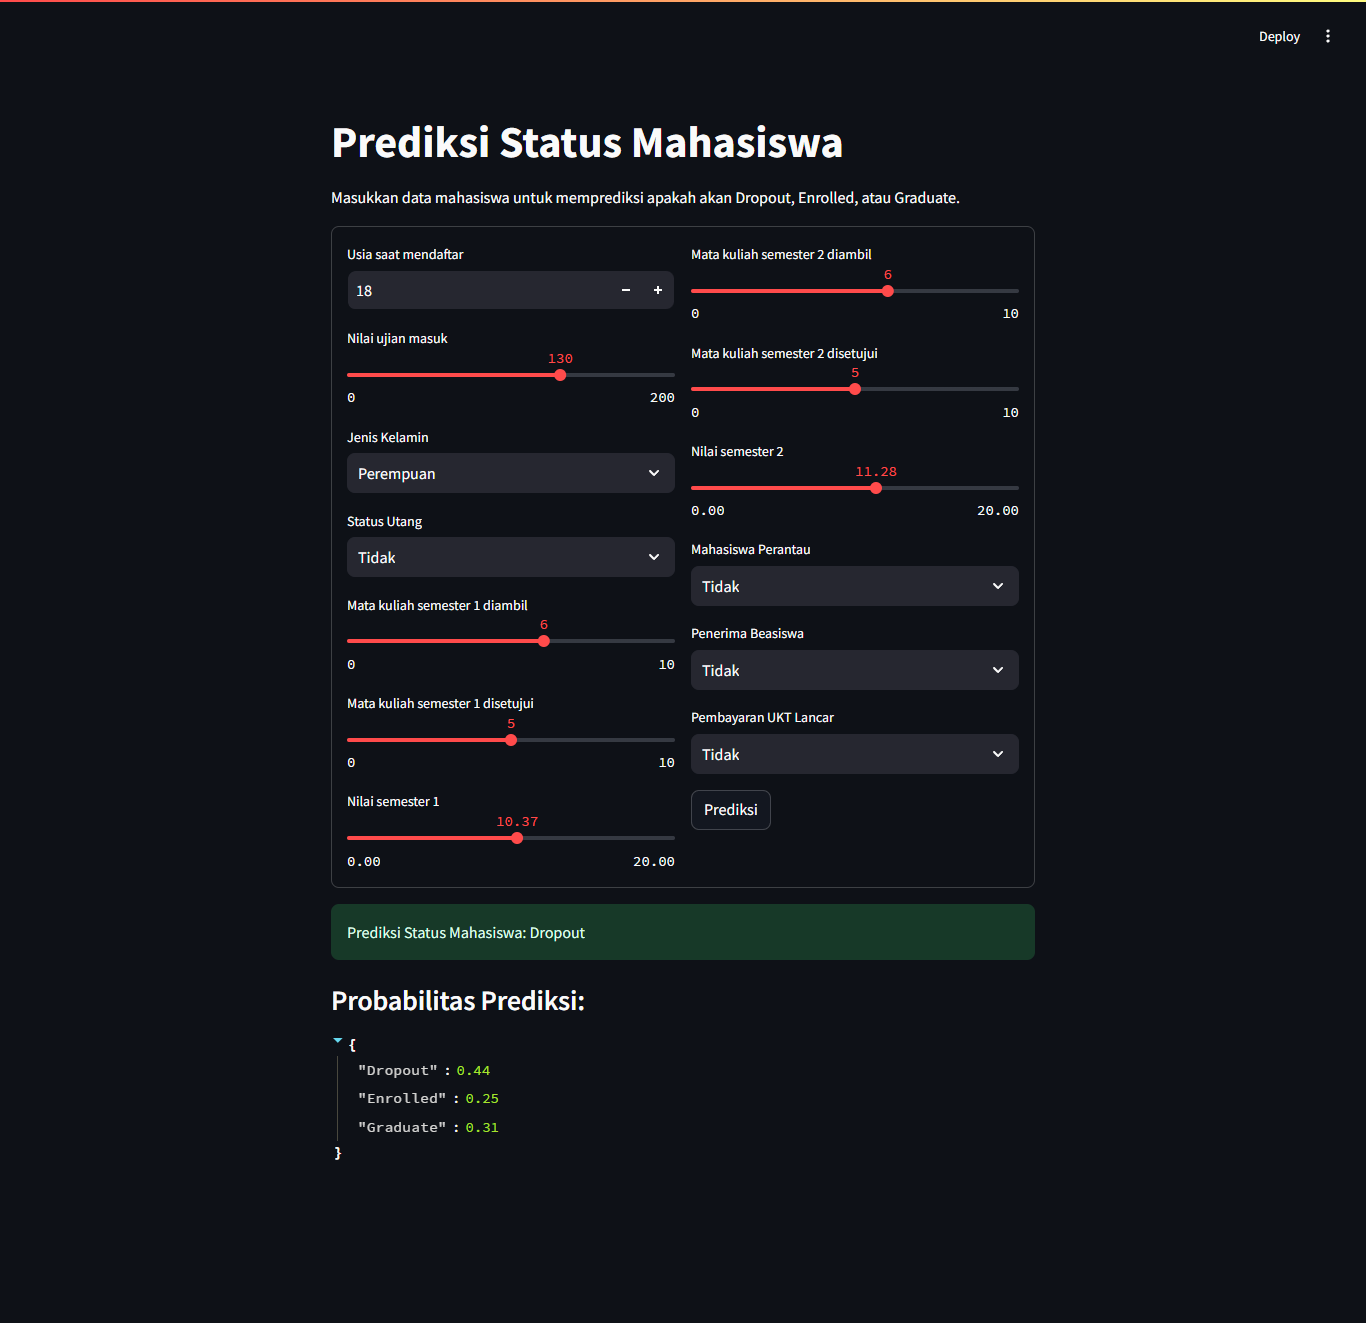 Deploy
Prediksi Status Mahasiswa
Masukkan data mahasiswa untuk memprediksi apakah akan Dropout, Enrolled, atau Graduate.
Usia saat mendaftar
18
Nilai ujian masuk
130
0 200
Jenis Kelamin
Perempuan
Status Utang
Tidak
Mata kuliah semester 1 diambil
6
0 10
Mata kuliah semester 1 disetujui
5
0 10
Nilai semester 1
10.37
0.00 20.00
Mata kuliah semester 2 diambil
6
0 10
Mata kuliah semester 2 disetujui
5
0 10
Nilai semester 2
11.28
0.00 20.00
Mahasiswa Perantau
Tidak
Penerima Beasiswa
Tidak
Pembayaran UKT Lancar
Tidak
Prediksi
Prediksi Status Mahasiswa: Dropout
Probabilitas Prediksi:
{
"Dropout" : 0.44
"Enrolled" : 0.25
"Graduate" : 0.31
}